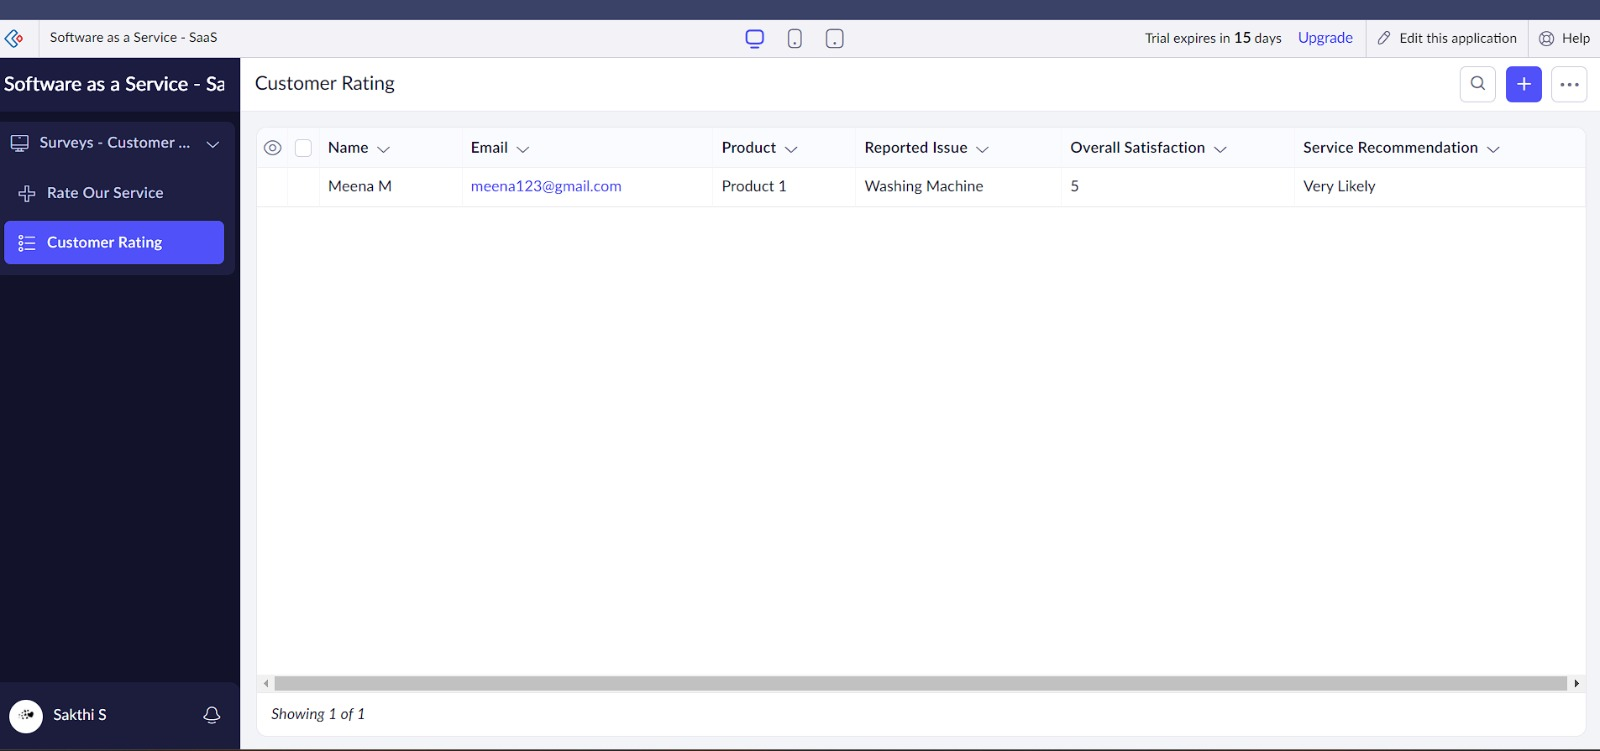 Software as a Service - SaaS
Trial expires in 15 days Upgrade Edit this application Help
Software as a Service - Sa
Customer Rating
Surveys - Customer ...
Rate Our Service
Customer Rating
Name Email Product Reported Issue Overall Satisfaction Service Recommendation
Meena M meena123@gmail.com Product 1 Washing Machine 5 Very Likely
Sakthi S
Showing 1 of 1